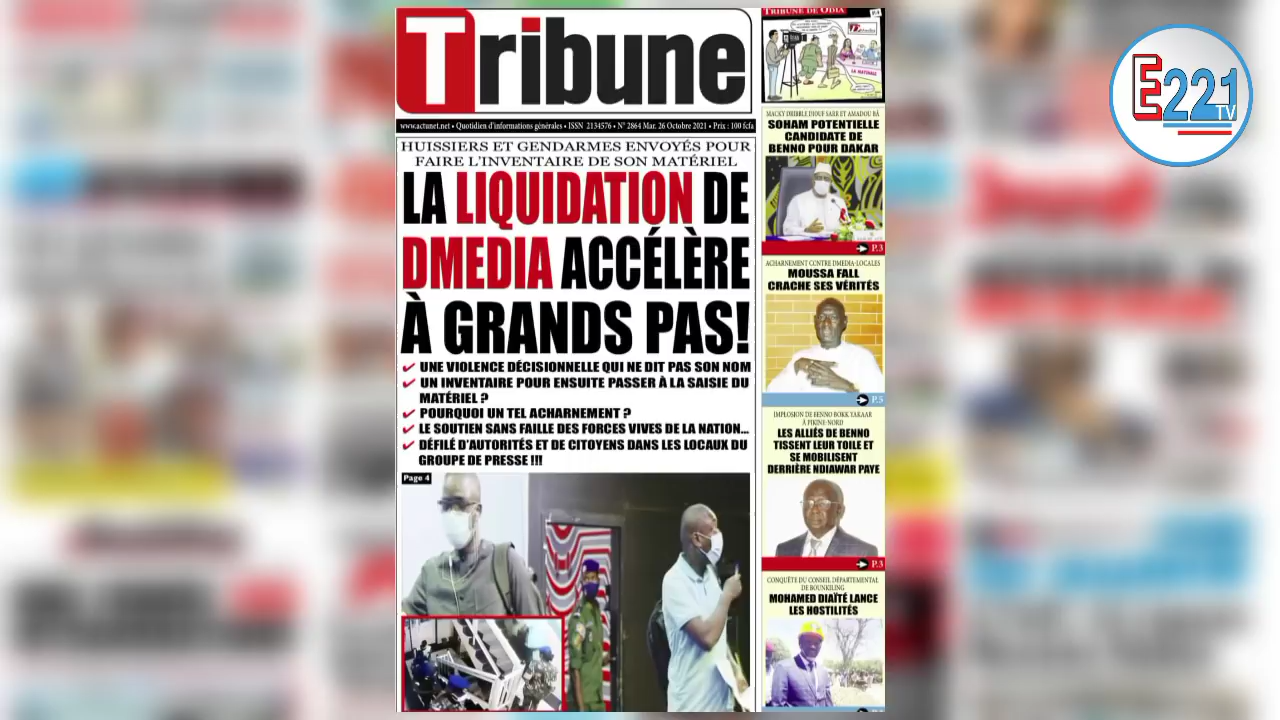 Tribune
www.actunet.net • Quotidien d'informations générales • ISSN 2134576 • N° 2864 Mar. 26 Octobre 2021 • Prix : 100 fcfa
HUISSIERS ET GENDARMES ENVOYÉS POUR
FAIRE L'INVENTAIRE DE SON MATÉRIEL
LA LIQUIDATION DE
DMEDIA ACCÉLÈRE
À GRANDS PAS!
✔ UNE VIOLENCE DÉCISIONNELLE QUI NE DIT PAS SON NOM
✔ UN INVENTAIRE POUR ENSUITE PASSER À LA SAISIE DU
MATÉRIEL ?
✔ POURQUOI UN TEL ACHARNEMENT ?
✔ LE SOUTIEN SANS FAILLE DES FORCES VIVES DE LA NATION...
✔ DÉFILÉ D'AUTORITÉS ET DE CITOYENS DANS LES LOCAUX DU
GROUPE DE PRESSE !!!
Page 4
TRIBUNE DE ODIA
P.4
LA NATIONALE
MACKY DRIBBLE DIOUF SARR ET AMADOU BÂ
SOHAM POTENTIELLE
CANDIDATE DE
BENNO POUR DAKAR
P.3
ACHARNEMENT CONTRE DMEDIA-LOCALES
MOUSSA FALL
CRACHE SES VÉRITÉS
P.5
IMPLOSION DE BENNO BOKK YAKAAR
À PIKINE-NORD
LES ALLIÉS DE BENNO
TISSENT LEUR TOILE ET
SE MOBILISENT
DERRIÈRE NDIAWAR PAYE
P.3
CONQUÊTE DU CONSEIL DÉPARTEMENTAL
DE BOUNKILING
MOHAMED DIAÏTÉ LANCE
LES HOSTILITÉS
E221
TV